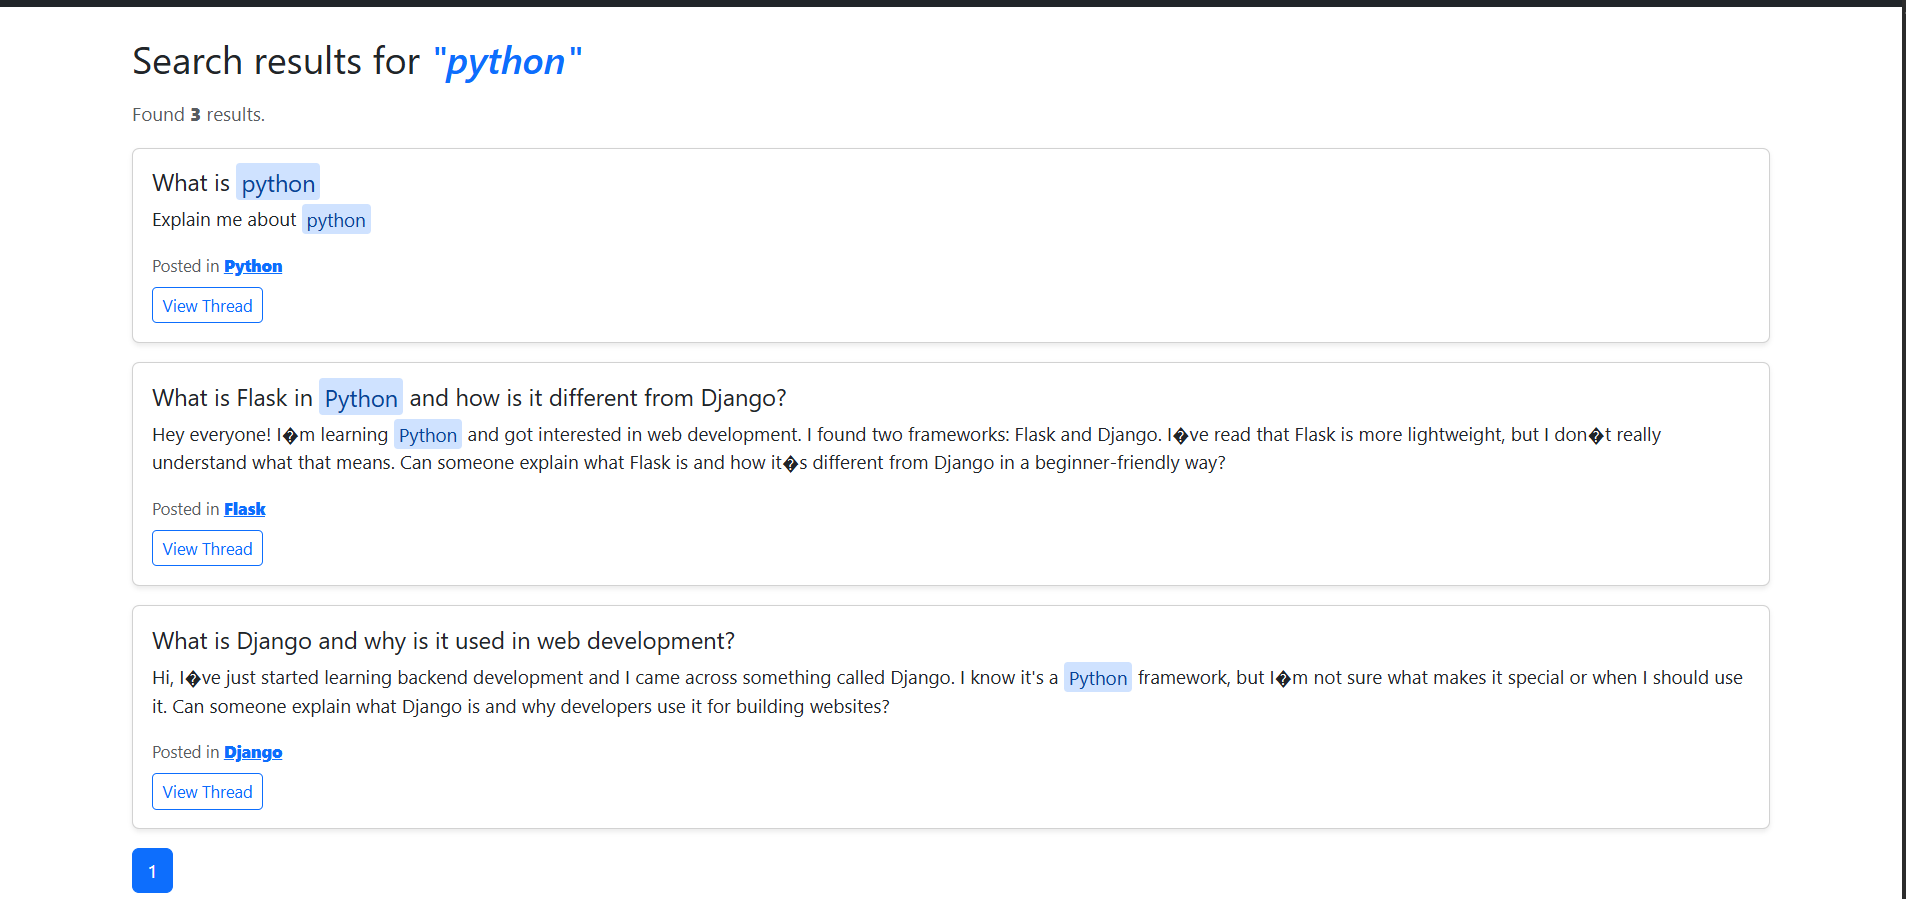 Search results for "python"
Found 3 results.
What is python
Explain me about python
Posted in Python
View Thread
What is Flask in Python and how is it different from Django?
Hey everyone! I�m learning Python and got interested in web development. I found two frameworks: Flask and Django. I�ve read that Flask is more lightweight, but I don�t really
understand what that means. Can someone explain what Flask is and how it�s different from Django in a beginner-friendly way?
Posted in Flask
View Thread
What is Django and why is it used in web development?
Hi, I�ve just started learning backend development and I came across something called Django. I know it's a Python framework, but I�m not sure what makes it special or when I should use
it. Can someone explain what Django is and why developers use it for building websites?
Posted in Django
View Thread
1